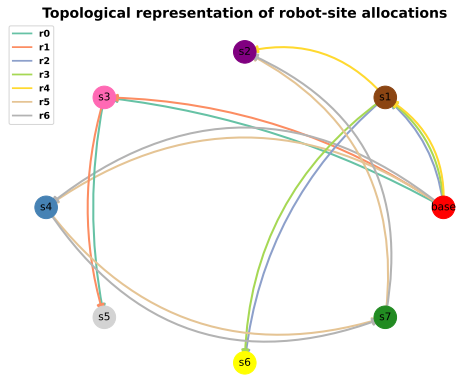 Topological representation of robot-site allocations
r0
r1
r2
r3
r4
r5
r6
s2
s3
s1
s4
base
s5
s7
s6